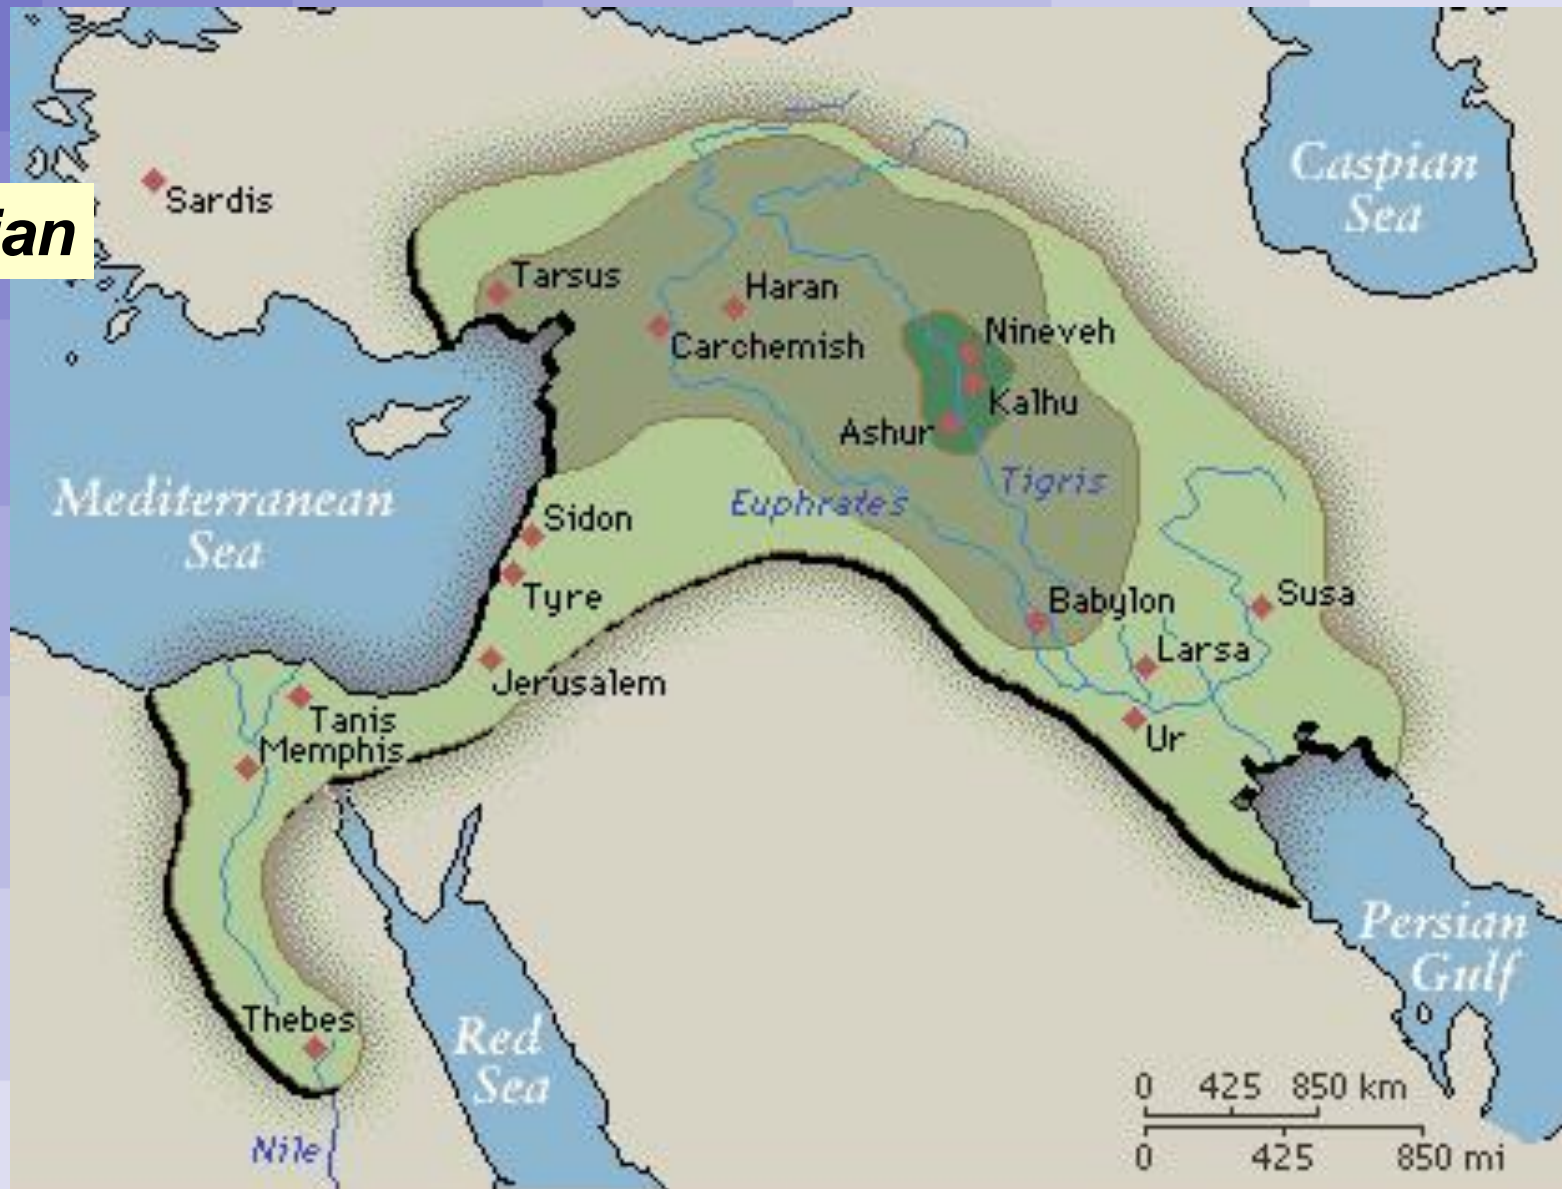 Caspian
Sea
Sardis
Tarsus
Haran
Carchemish
Nineveh
Kalhu
Ashur
Mediterranean
Sea
Euphrates
Tigris
Sidon
Tyre
Babylon
Susa
Larsa
Jerusalem
Tanis
Memphis
Ur
Persian
Gulf
Thebes
Red
Sea
Nile
0 425 850 km
0 425 850 mi